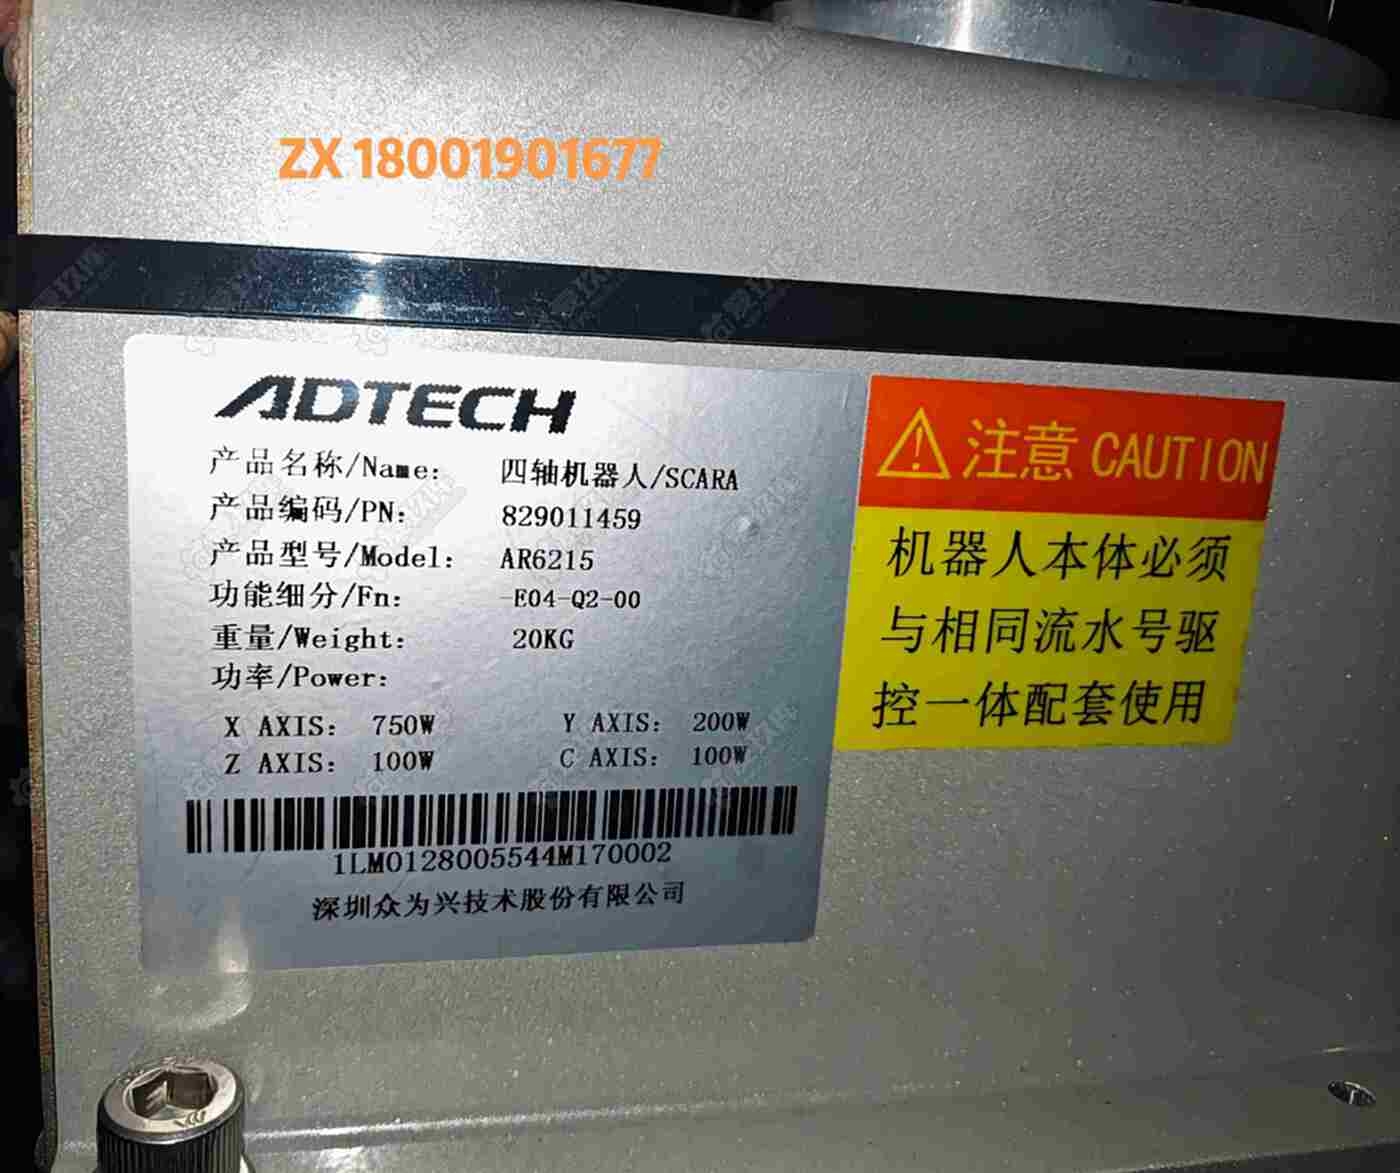 ZX 18001901677
ADTECH
产品名称/Name: 四轴机器人/SCARA
产品编码/PN: 829011459
产品型号/Model: AR6215
功能细分/Fn: -E04-Q2-00
重量/Weight: 20KG
功率/Power:
X AXIS: 750W Y AXIS: 200W
Z AXIS: 100W C AXIS: 100W
1LM0128005544M170002
深圳众为兴技术股份有限公司
注意 CAUTION
机器人本体必须
与相同流水号驱
控一体配套使用